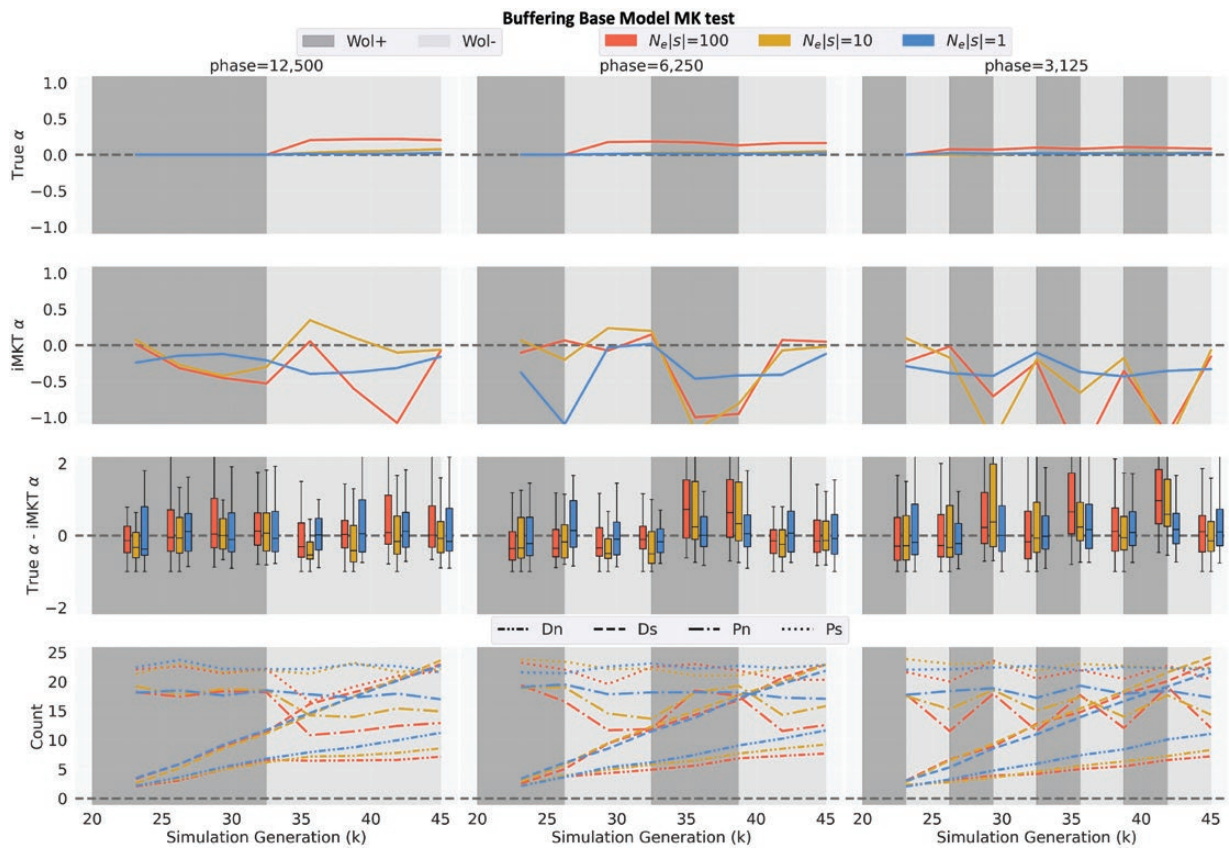 Buffering Base Model MK test
Wol+ Wol- Nₑ|s|=100 Nₑ|s|=10 Nₑ|s|=1
phase=12,500 phase=6,250 phase=3,125
True α
1.0
0.5
0.0
−0.5
−1.0
iMKT α
1.0
0.5
0.0
−0.5
−1.0
True α - iMKT α
2
0
−2
Dn Ds Pn Ps
Count
25
20
15
10
5
0
20 25 30 35 40 45 20 25 30 35 40 45 20 25 30 35 40 45
Simulation Generation (k) Simulation Generation (k) Simulation Generation (k)